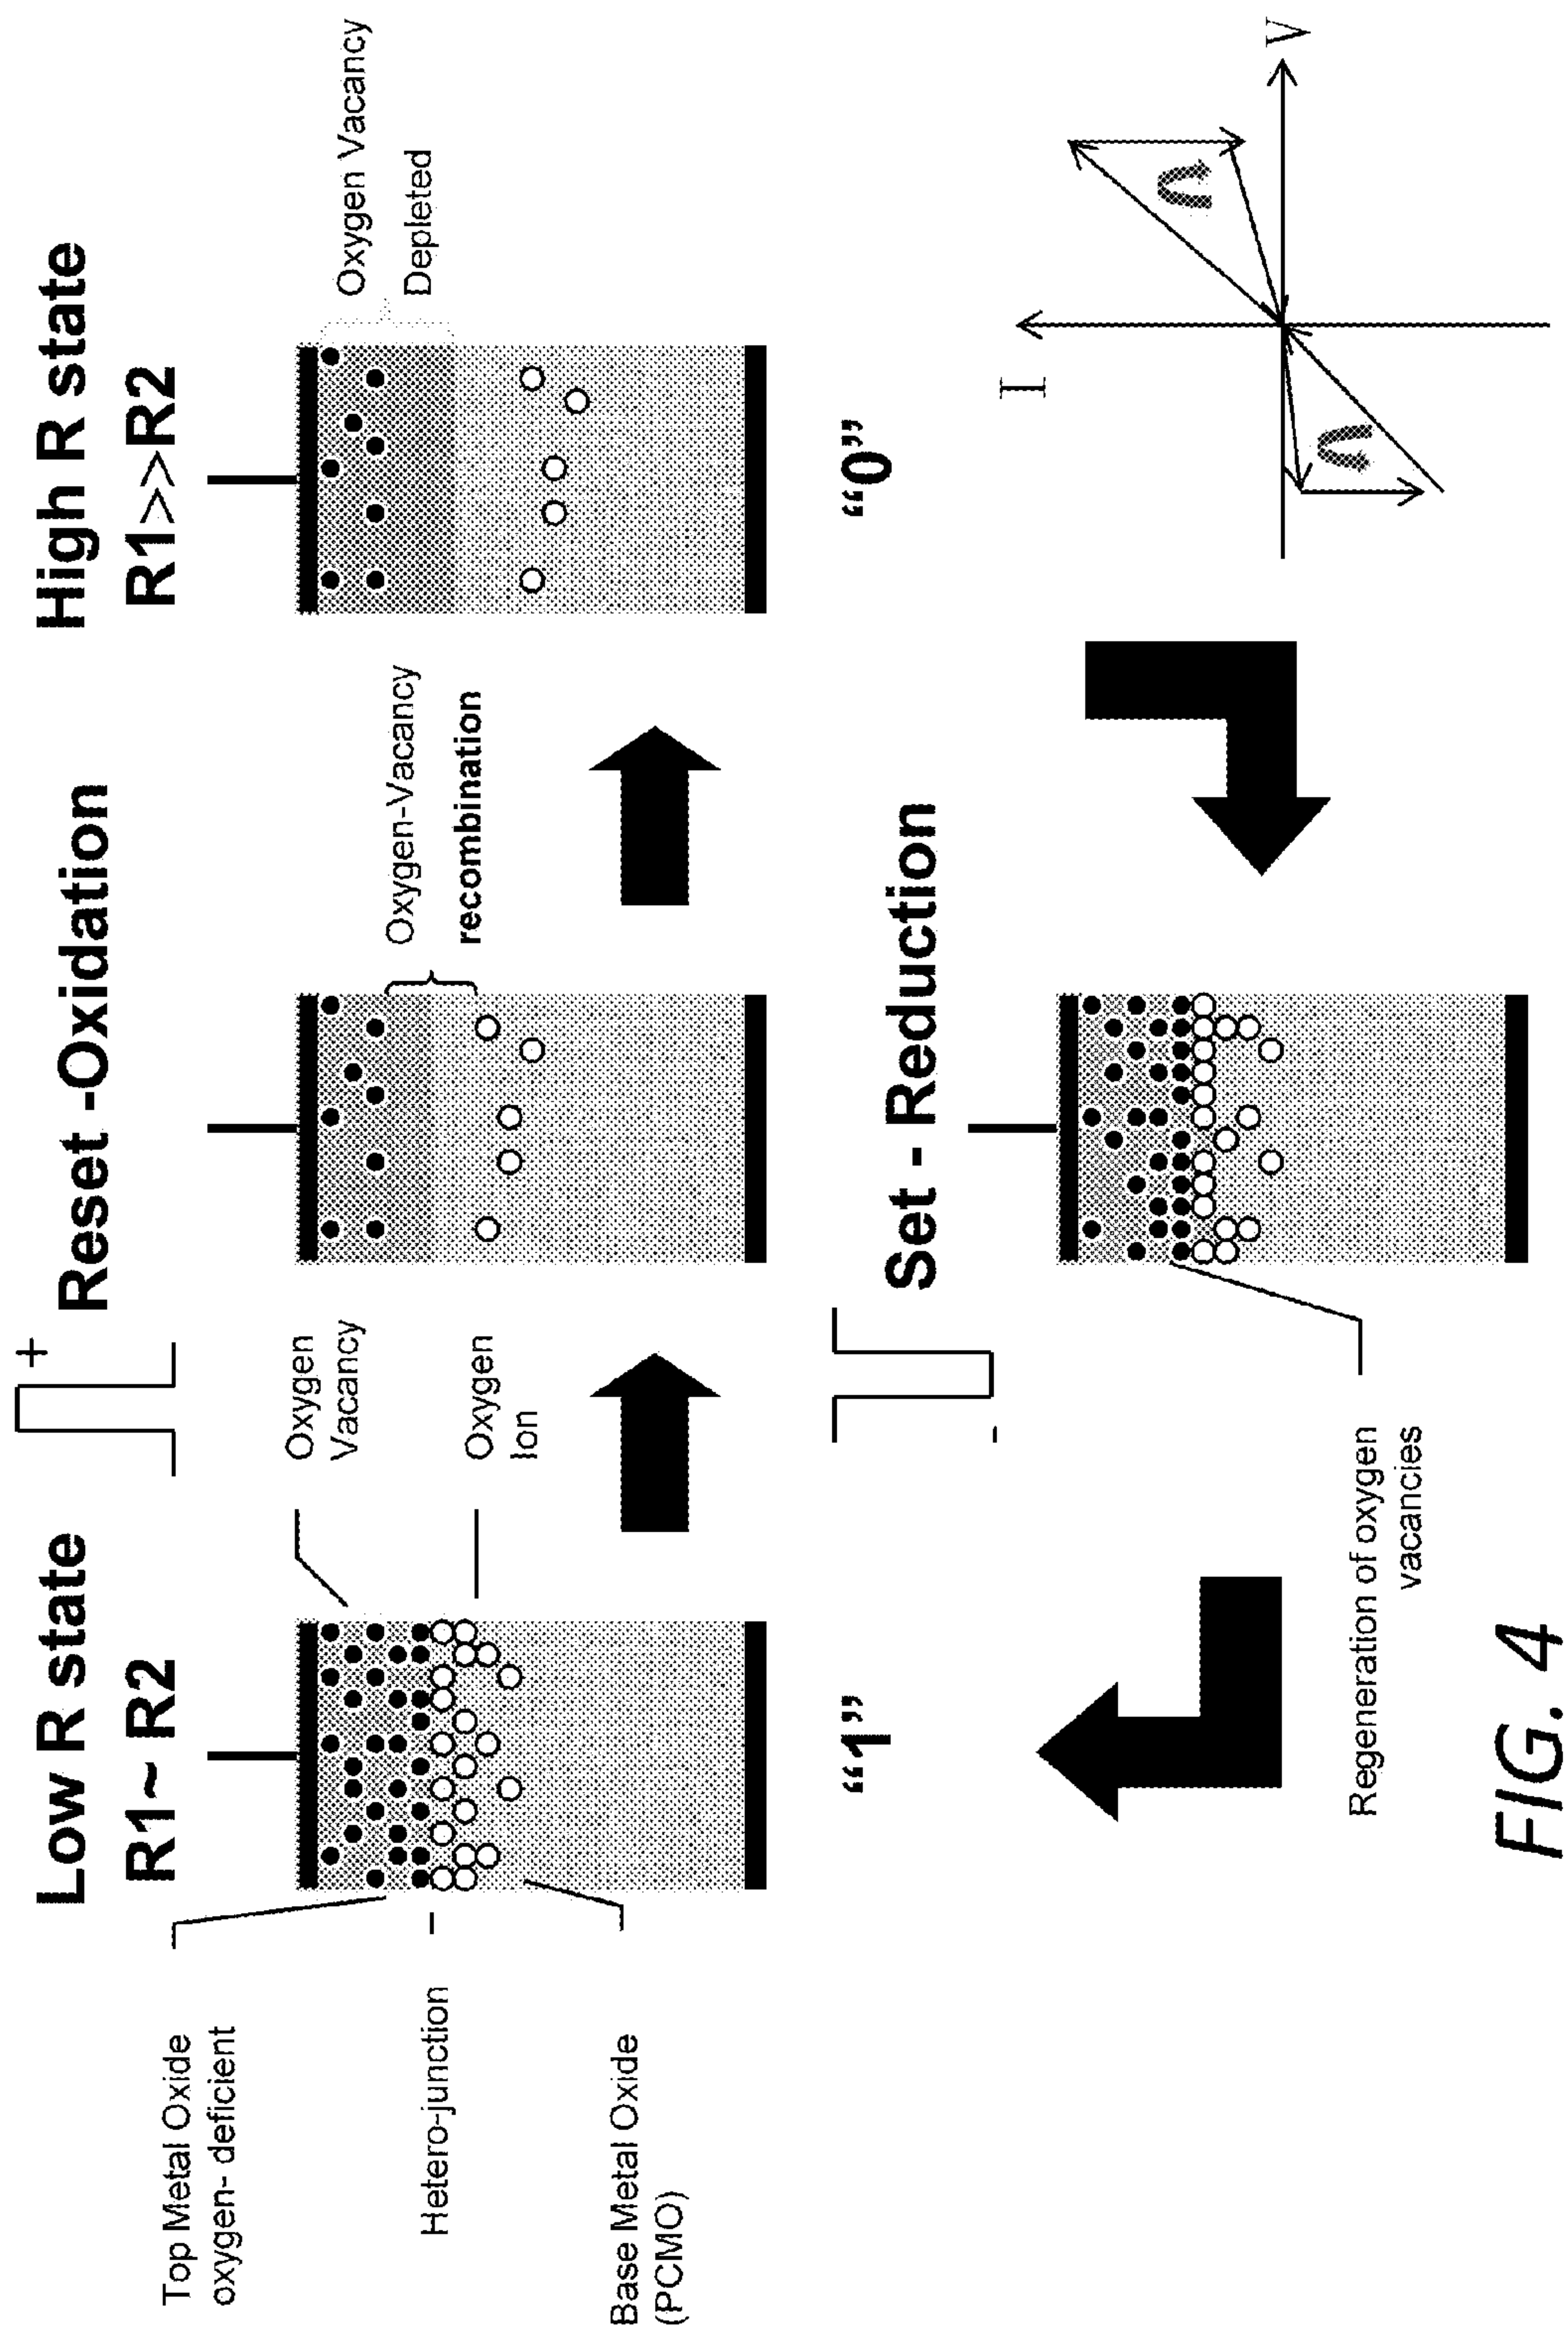 Low R state
R1~ R2
+
Reset -Oxidation
High R state
R1>>R2
Top Metal Oxide
oxygen- deficient
Hetero-junction
Base Metal Oxide
(PCMO)
Oxygen
Vacancy
Oxygen
Ion
Oxygen-Vacancy
recombination
Oxygen Vacancy
Depleted
“1”
“0”
-
Set - Reduction
I
V
Regeneration of oxygen
vacancies
FIG. 4